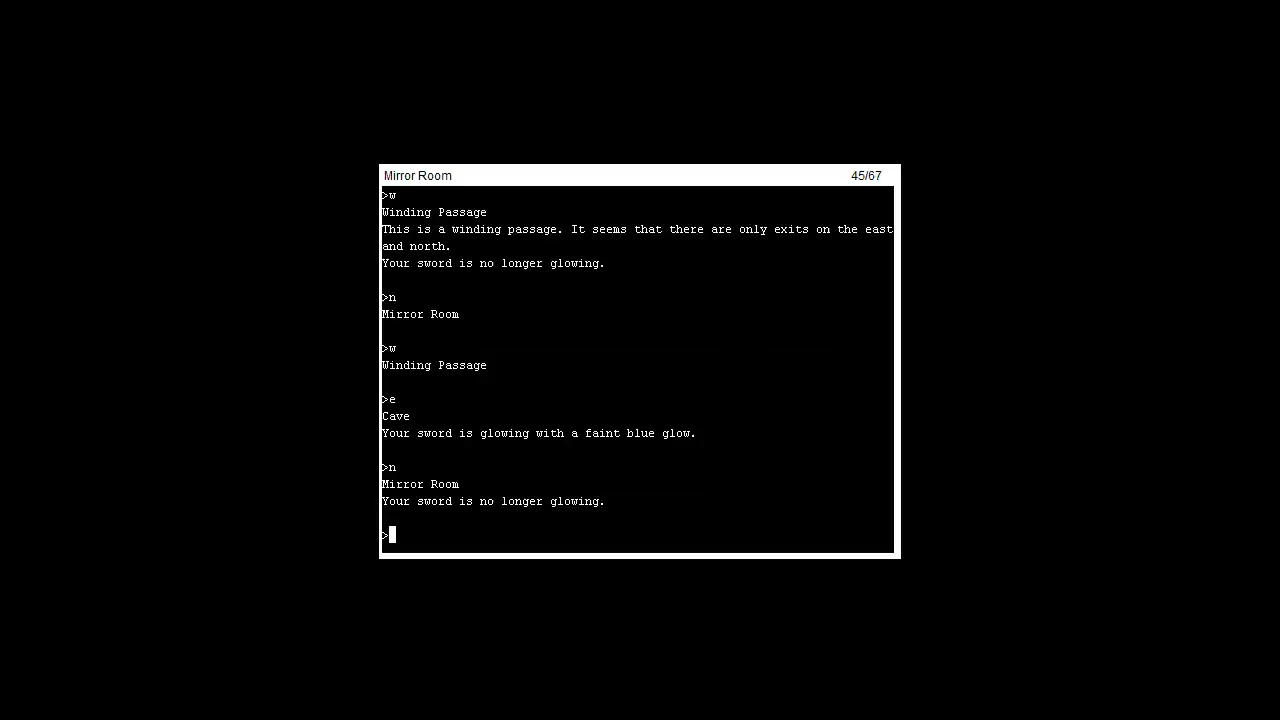 Mirror Room 45/67
>w
Winding Passage
This is a winding passage. It seems that there are only exits on the east
and north.
Your sword is no longer glowing.
>n
Mirror Room
>w
Winding Passage
>e
Cave
Your sword is glowing with a faint blue glow.
>n
Mirror Room
Your sword is no longer glowing.
>